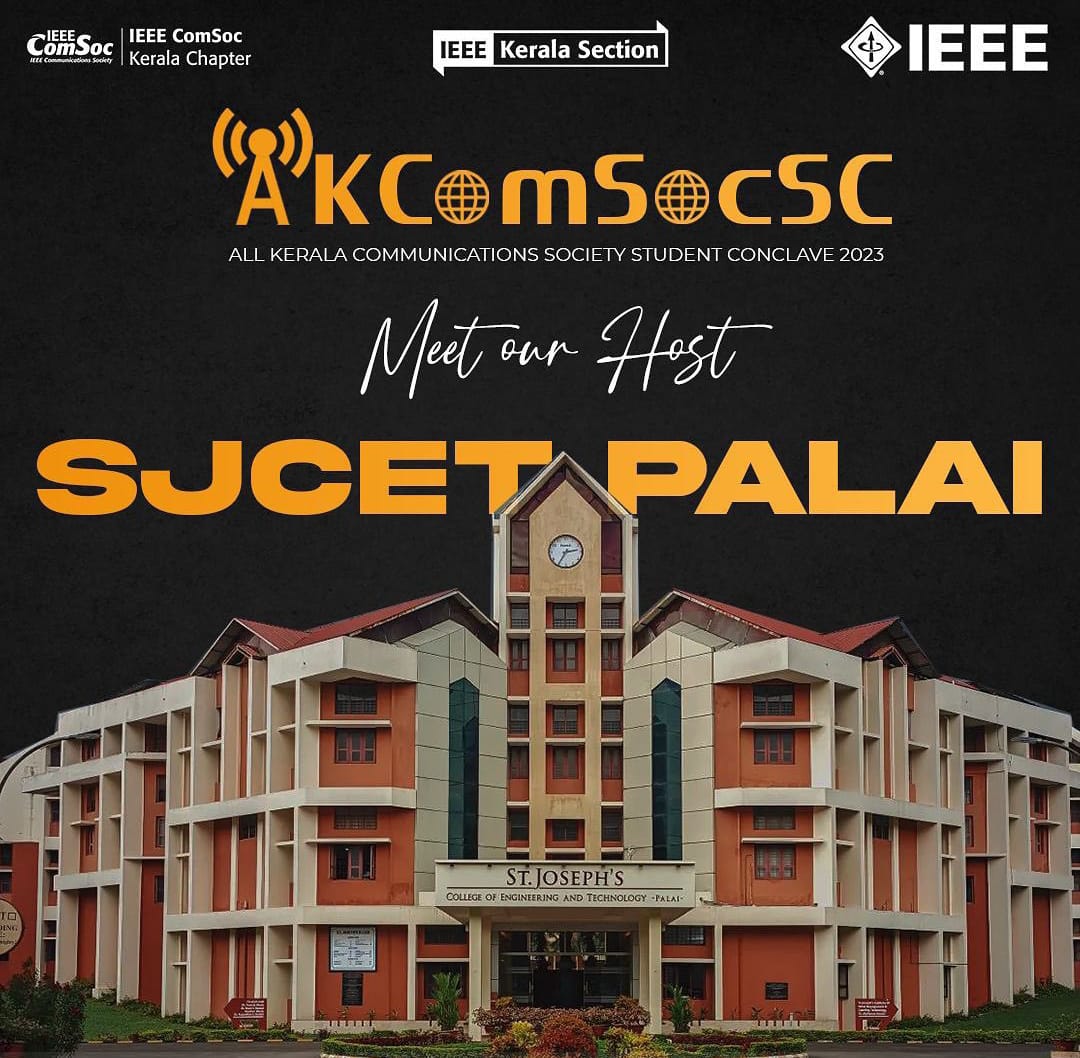 IEEE
ComSoc
IEEE Communications Society
IEEE ComSoc
Kerala Chapter
IEEE Kerala Section
IEEE
AKComSocSC
ALL KERALA COMMUNICATIONS SOCIETY STUDENT CONCLAVE 2023
Meet our Host
SJCET PALAI
ST. JOSEPH'S
COLLEGE OF ENGINEERING AND TECHNOLOGY -PALAI-